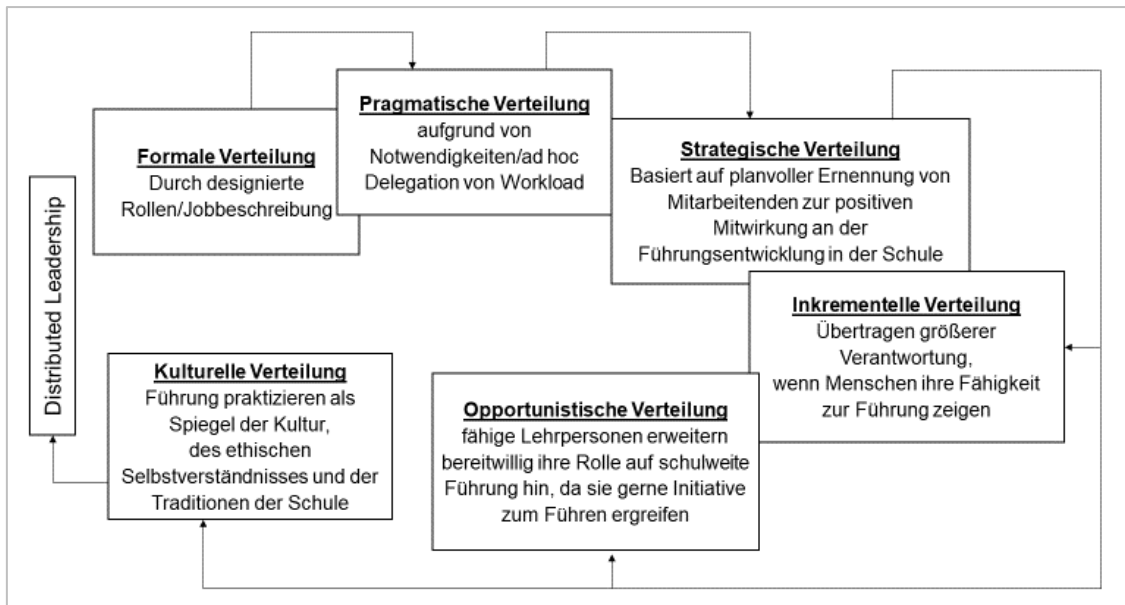 Formale Verteilung
Durch designierte
Rollen/Jobbeschreibung
Pragmatische Verteilung
aufgrund von
Notwendigkeiten/ad hoc
Delegation von Workload
Strategische Verteilung
Basiert auf planvoller Ernennung von
Mitarbeitenden zur positiven
Mitwirkung an der
Führungsentwicklung in der Schule
Inkrementelle Verteilung
Übertragen größerer
Verantwortung,
wenn Menschen ihre Fähigkeit
zur Führung zeigen
Opportunistische Verteilung
fähige Lehrpersonen erweitern
bereitwillig ihre Rolle auf schulweite
Führung hin, da sie gerne Initiative
zum Führen ergreifen
Kulturelle Verteilung
Führung praktizieren als
Spiegel der Kultur,
des ethischen
Selbstverständnisses und der
Traditionen der Schule
Distributed Leadership